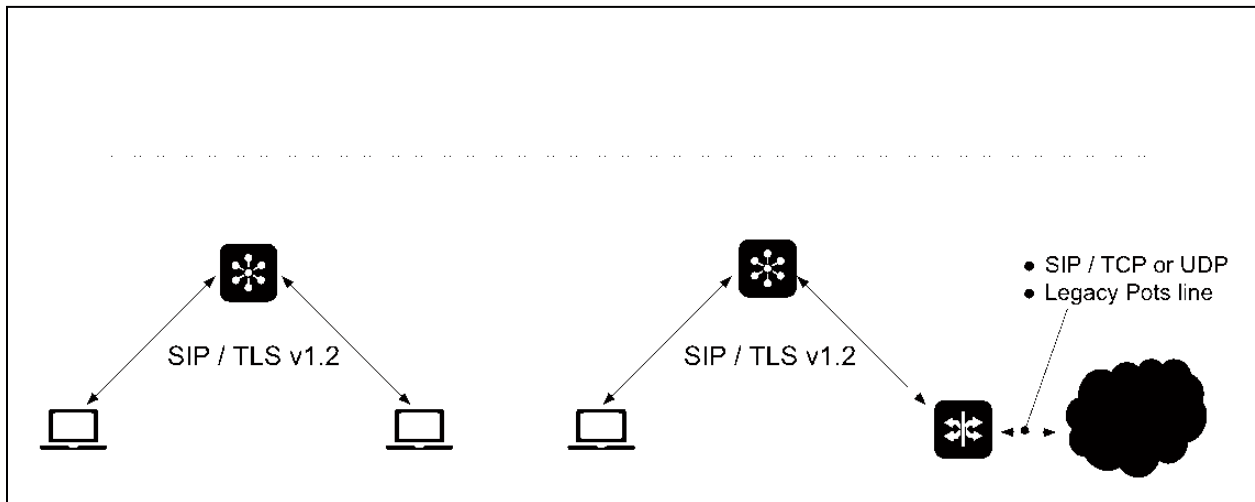 SIP / TLS v1.2
SIP / TLS v1.2
● SIP / TCP or UDP
● Legacy Pots line